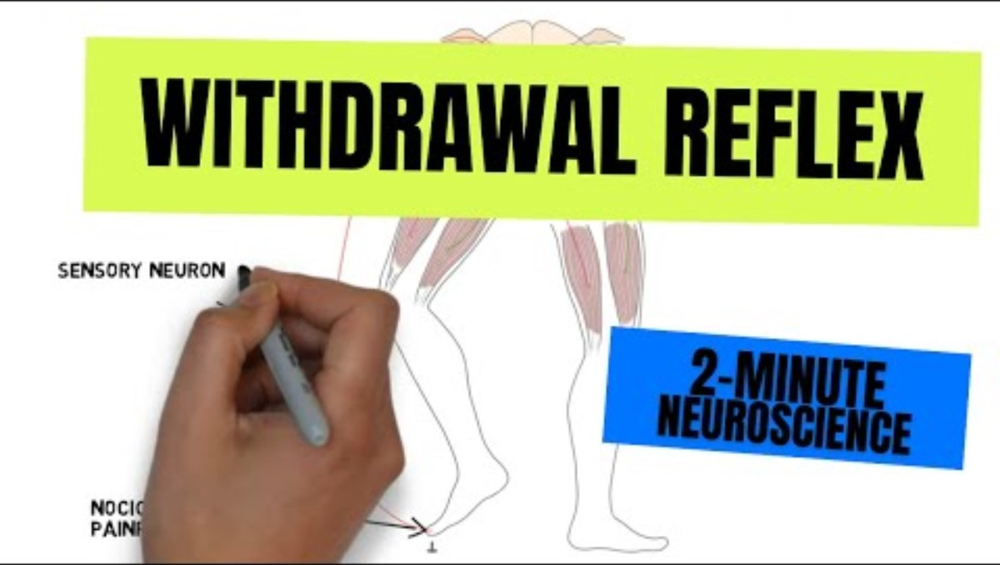 WITHDRAWAL REFLEX
SENSORY NEURON
2-MINUTE
NEUROSCIENCE